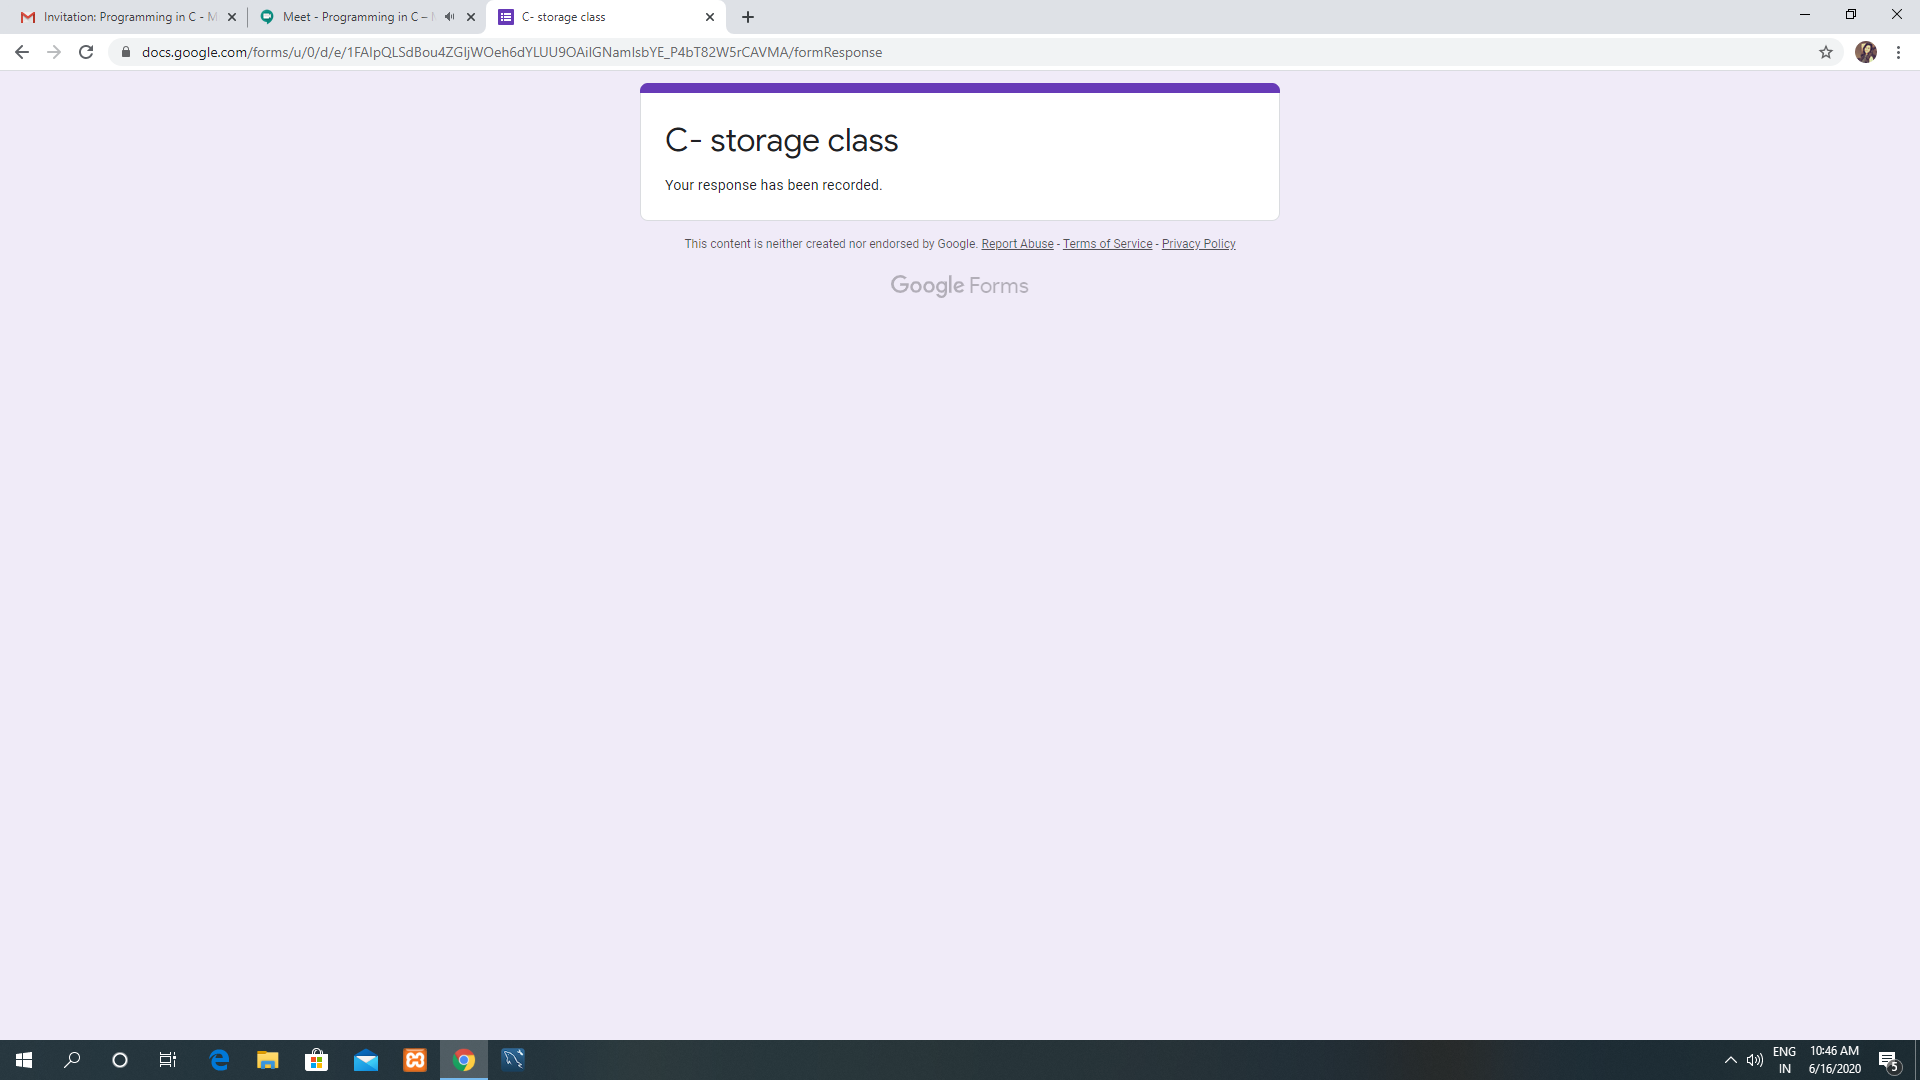 Invitation: Programming in C - M
Meet - Programming in C –
C- storage class
docs.google.com/forms/u/0/d/e/1FAIpQLSdBou4ZGIjWOeh6dYLUU9OAiIGNamIsbYE_P4bT82W5rCAVMA/formResponse
C- storage class
Your response has been recorded.
This content is neither created nor endorsed by Google. Report Abuse - Terms of Service - Privacy Policy
Google Forms
ENG
IN
10:46 AM
6/16/2020
5